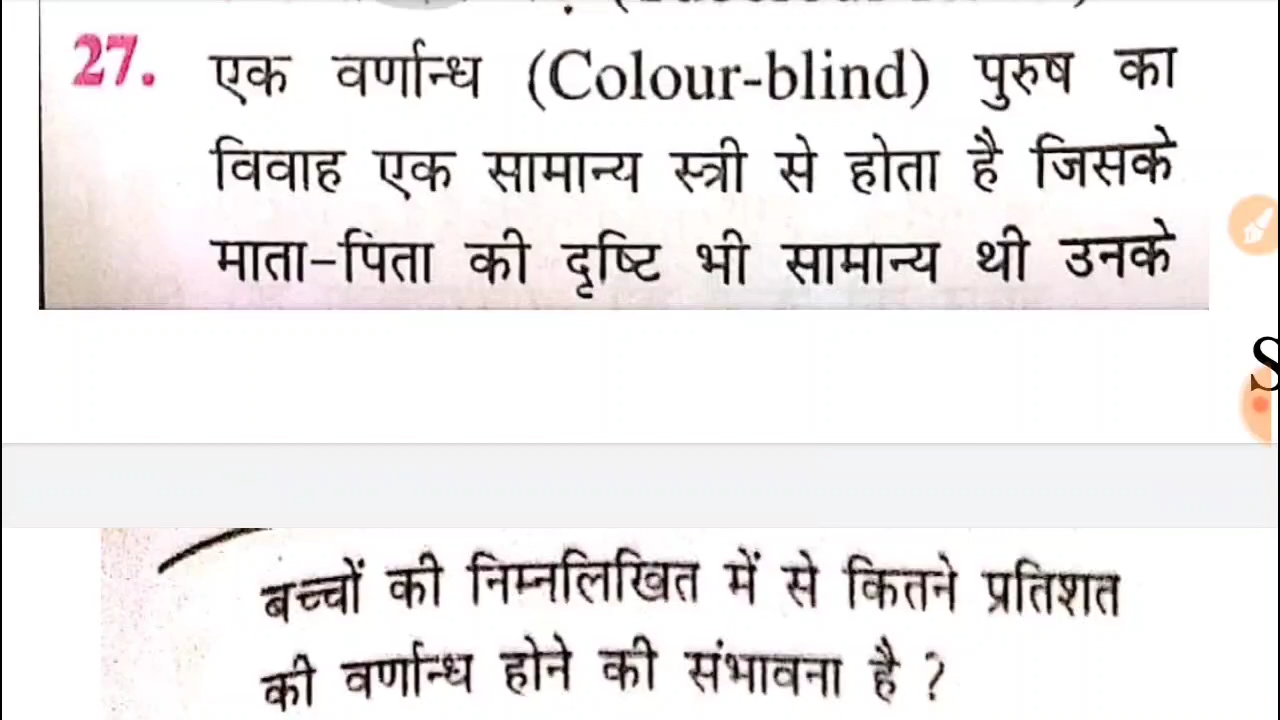 27. एक वर्णान्ध (Colour-blind) पुरुष का
विवाह एक सामान्य स्त्री से होता है जिसके
माता-पिता की दृष्टि भी सामान्य थी उनके
S
बच्चों की निम्नलिखित में से कितने प्रतिशत
की वर्णान्ध होने की संभावना है ?